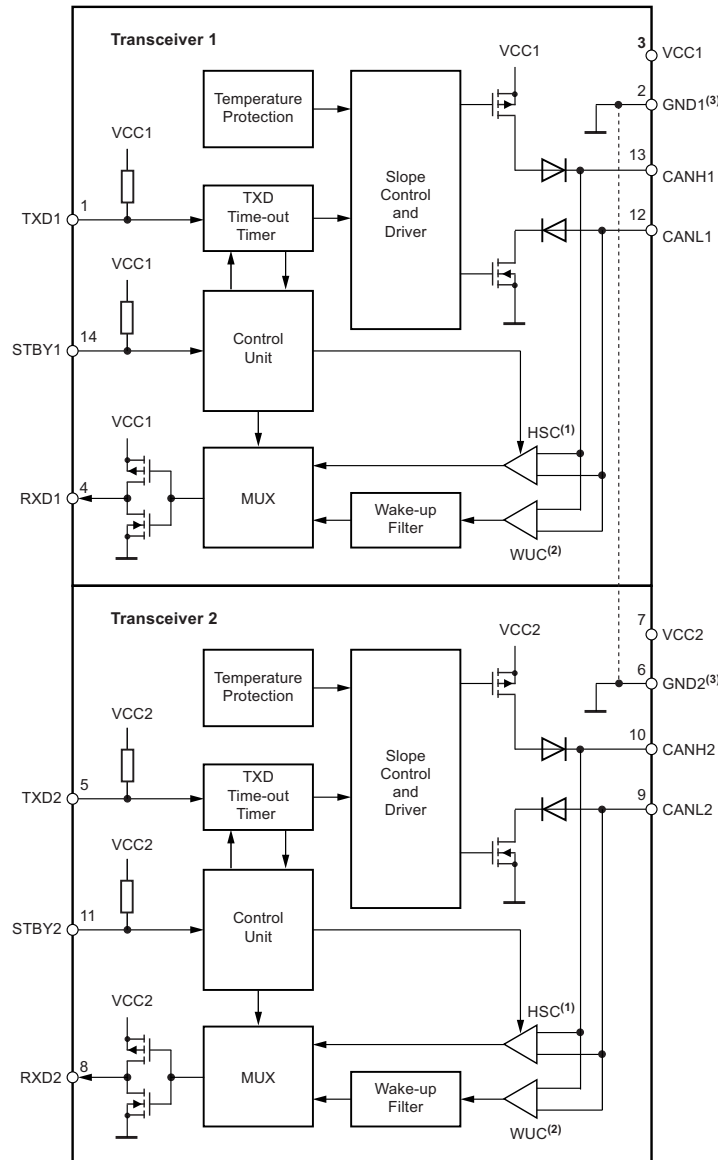 Transceiver 1
VCC1
3
VCC1
Temperature
Protection
2
GND1(3)
VCC1
Slope
Control
and
Driver
13
CANH1
TXD1
1
TXD
Time-out
Timer
12
CANL1
VCC1
STBY1
14
Control
Unit
VCC1
HSC(1)
RXD1
4
MUX
Wake-up
Filter
WUC(2)
Transceiver 2
VCC2
7
VCC2
Temperature
Protection
6
GND2(3)
VCC2
Slope
Control
and
Driver
10
CANH2
TXD2
5
TXD
Time-out
Timer
9
CANL2
VCC2
STBY2
11
Control
Unit
VCC2
HSC(1)
RXD2
8
MUX
Wake-up
Filter
WUC(2)